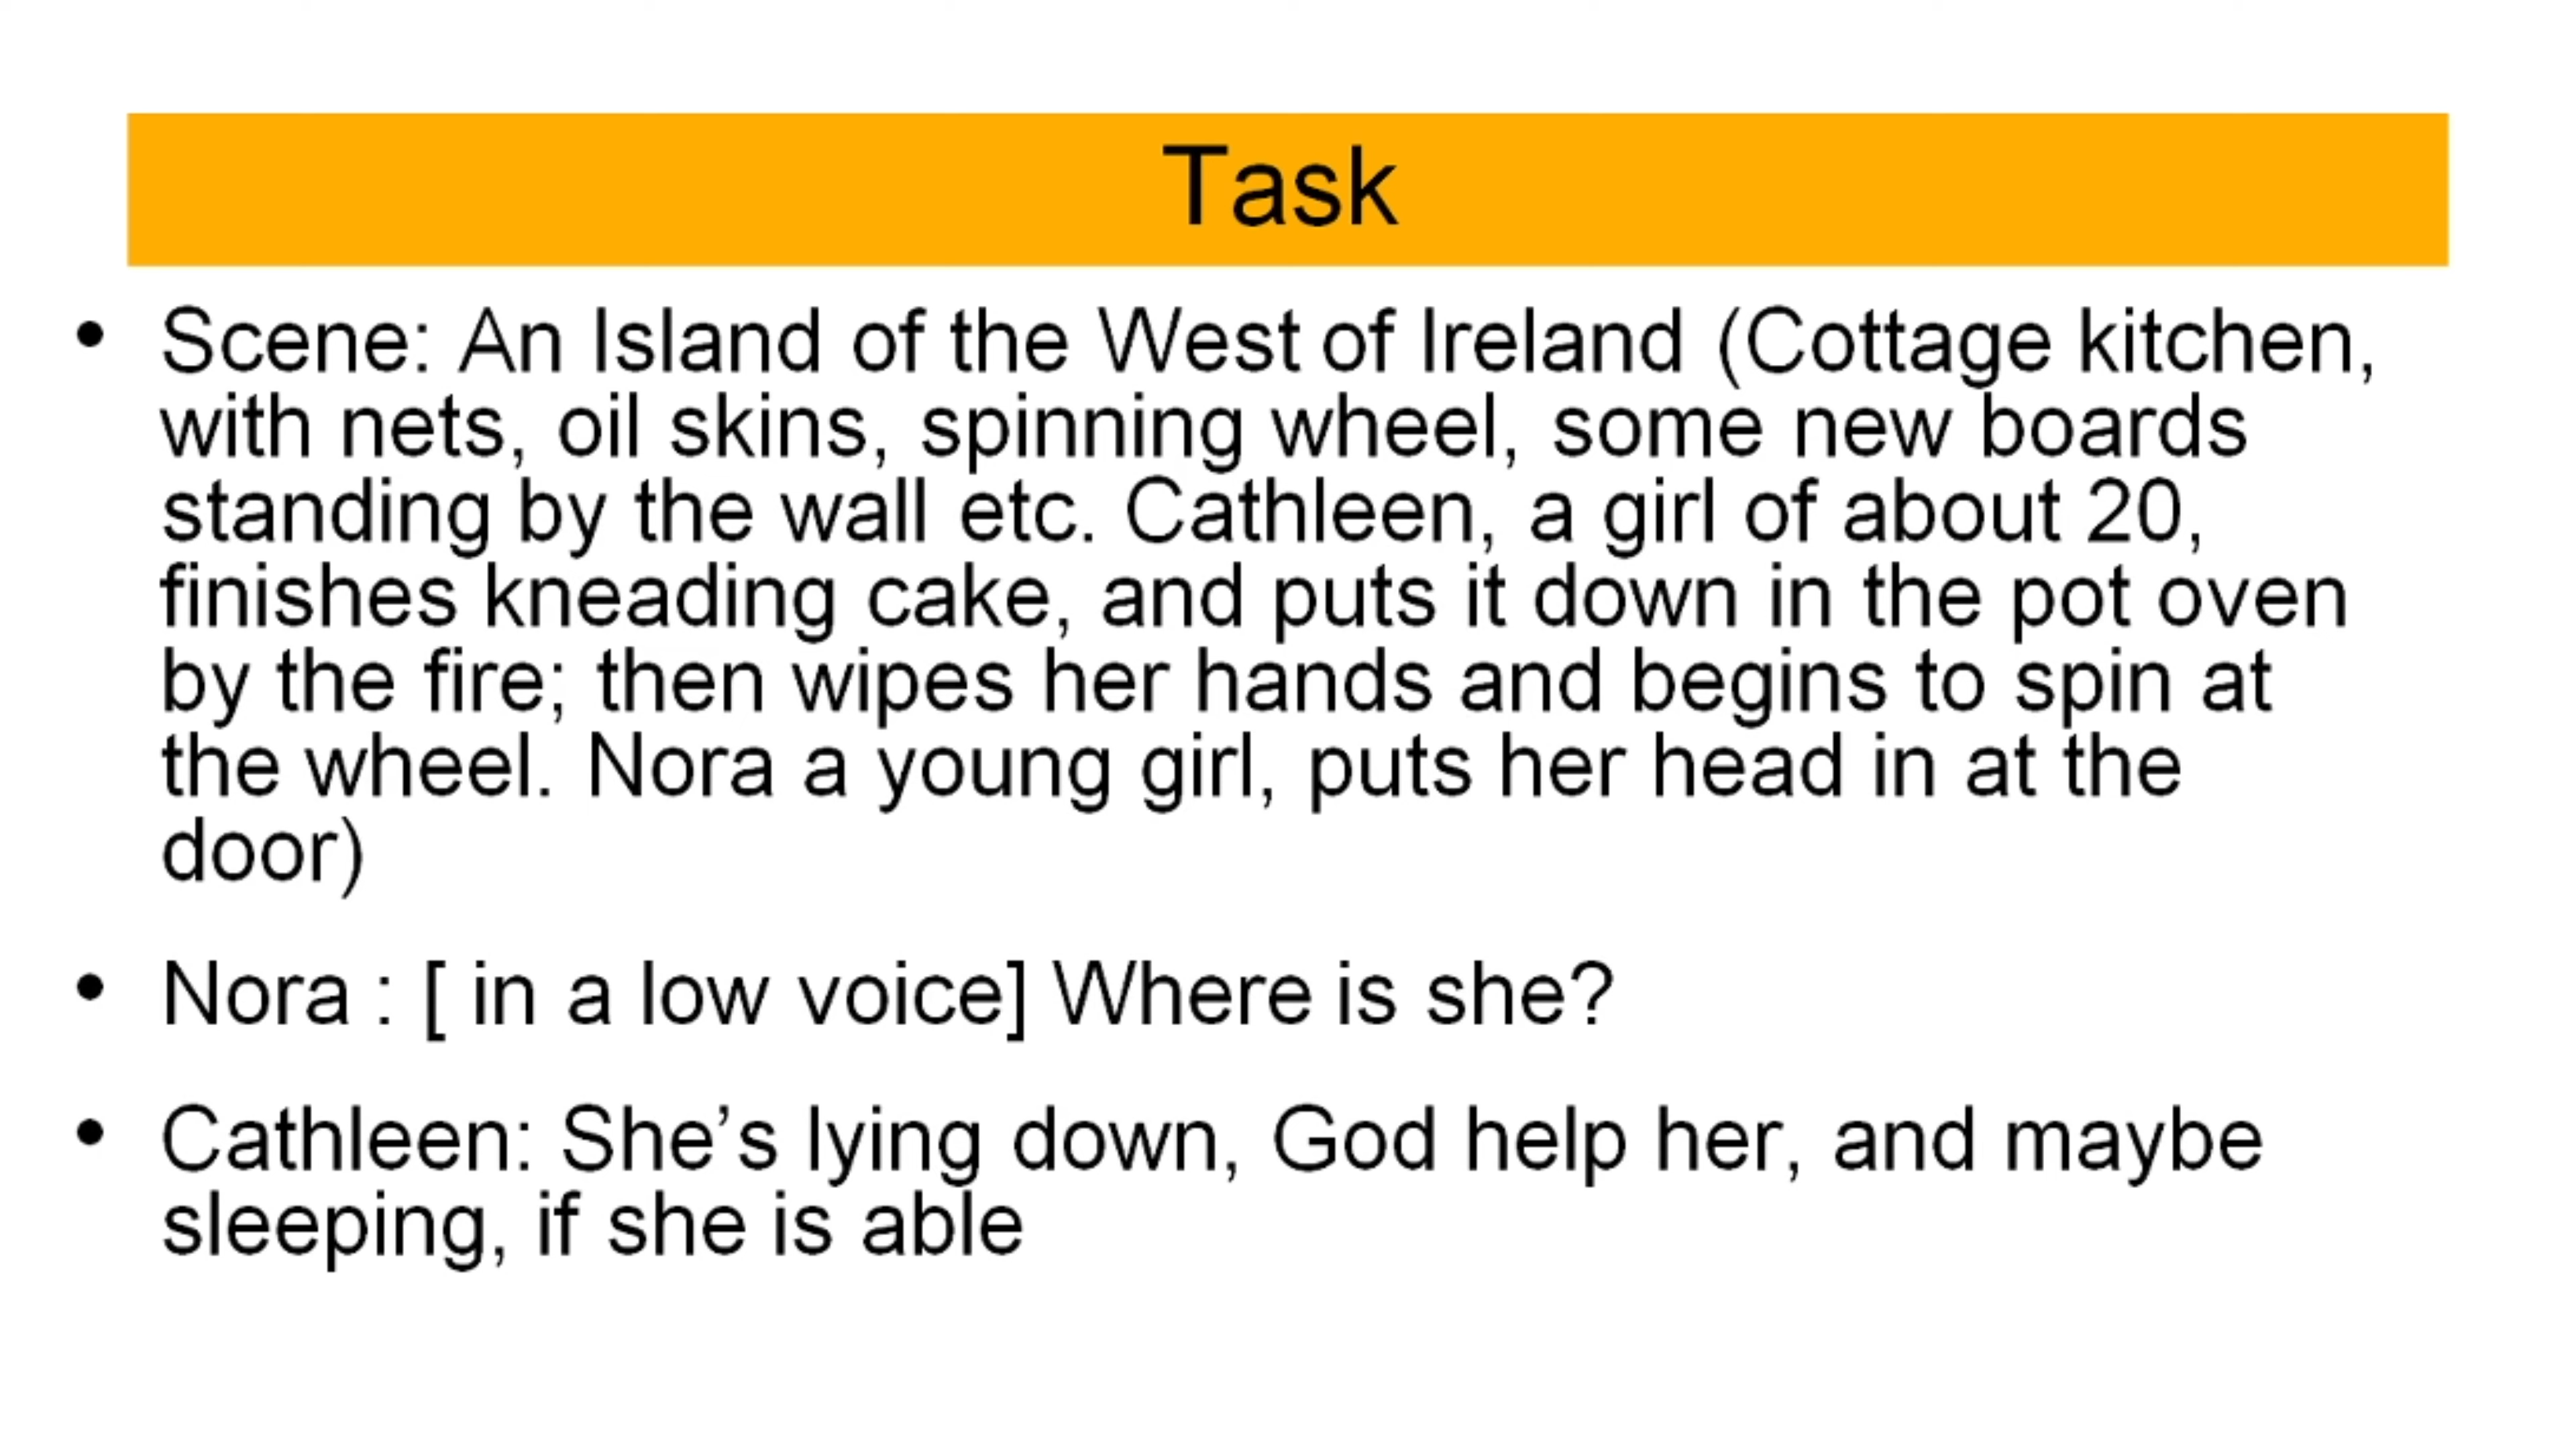 Task
• Scene: An Island of the West of Ireland (Cottage kitchen,
with nets, oil skins, spinning wheel, some new boards
standing by the wall etc. Cathleen, a girl of about 20,
finishes kneading cake, and puts it down in the pot oven
by the fire; then wipes her hands and begins to spin at
the wheel. Nora a young girl, puts her head in at the
door)
• Nora : [ in a low voice] Where is she?
• Cathleen: She’s lying down, God help her, and maybe
sleeping, if she is able